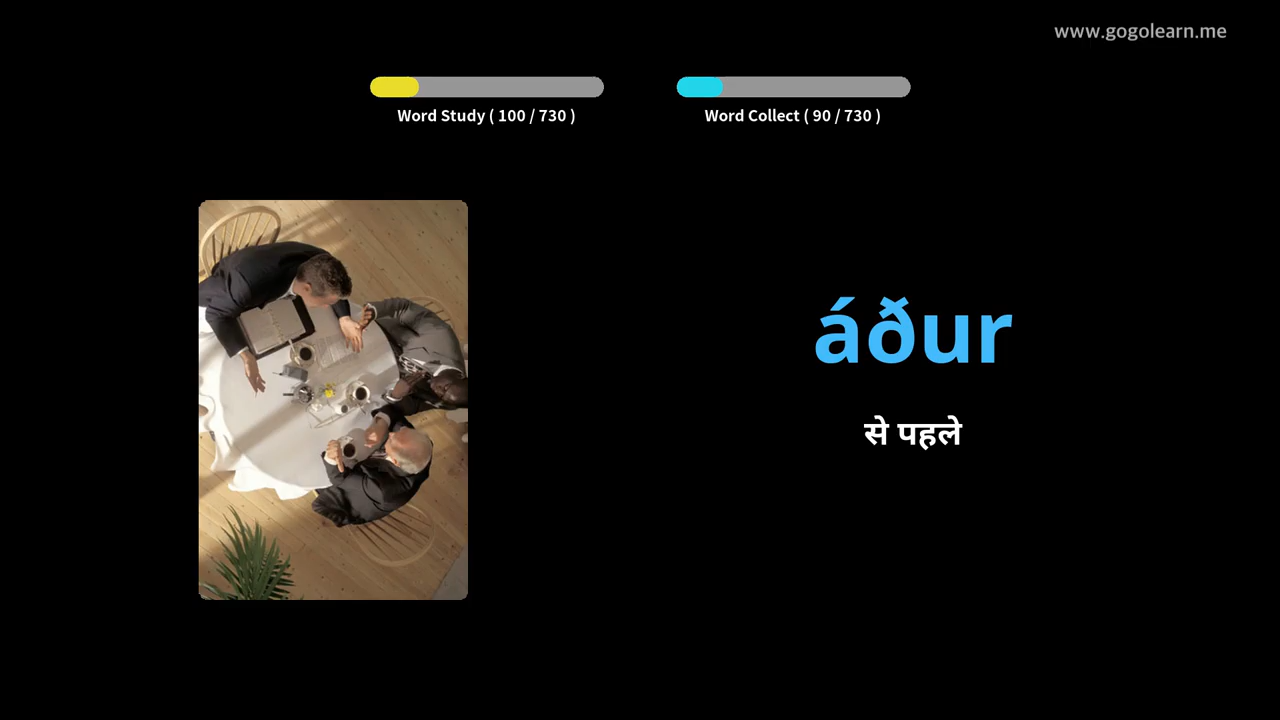 www.gogolearn.me
Word Study ( 100 / 730 )
Word Collect ( 90 / 730 )
áður
से पहले